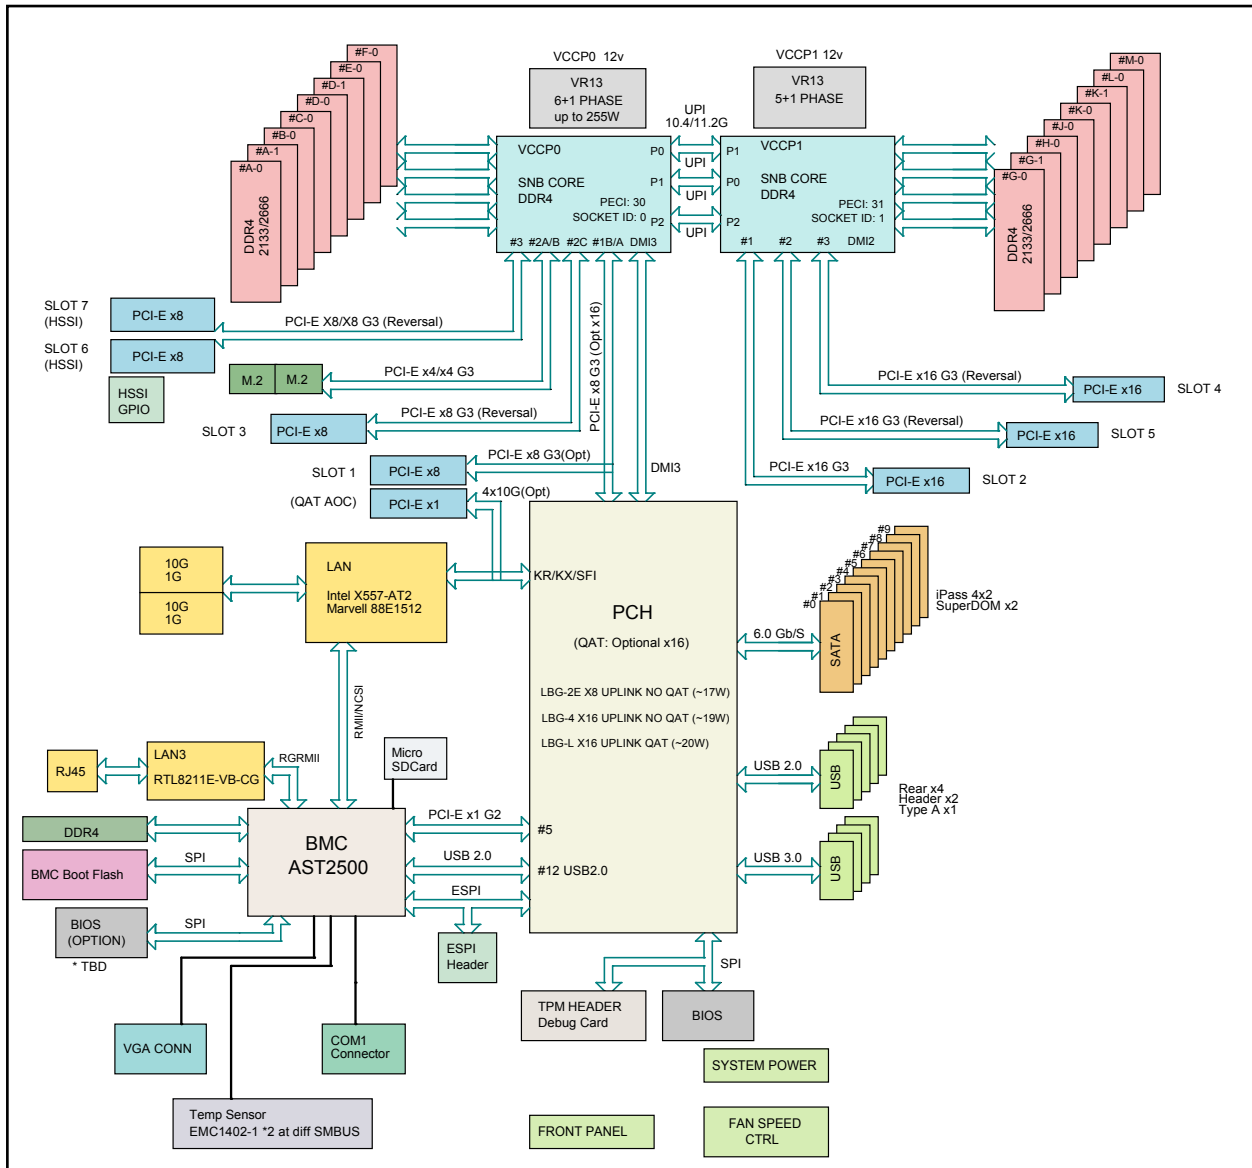 VCCP0 12v
VCCP1 12v
VR13
6+1 PHASE
up to 255W
VR13
5+1 PHASE
#F-0
#E-0
#D-1
#D-0
#C-0
#B-0
#A-1
#A-0
DDR4
2133/2666
UPI
10.4/11.2G
UPI
UPI
VCCP0
SNB CORE
DDR4
PECI: 30
SOCKET ID: 0
P0
P1
P2
#3
#2A/B
#2C
#1B/A
DMI3
P1
P0
P2
VCCP1
SNB CORE
DDR4
PECI: 31
SOCKET ID: 1
#1
#2
#3
DMI2
#M-0
#L-0
#K-1
#K-0
#J-0
#H-0
#G-1
#G-0
DDR4
2133/2666
SLOT 7
(HSSI)
PCI-E x8
SLOT 6
(HSSI)
PCI-E x8
HSSI
GPIO
PCI-E X8/X8 G3 (Reversal)
M.2
M.2
PCI-E x4/x4 G3
SLOT 3
PCI-E x8
PCI-E x8 G3 (Reversal)
SLOT 1
PCI-E x8
PCI-E x8 G3(Opt)
(QAT AOC)
PCI-E x1
4x10G(Opt)
PCI-E x8 G3 (Opt x16)
DMI3
PCI-E x16 G3 (Reversal)
PCI-E x16
SLOT 4
PCI-E x16 G3 (Reversal)
PCI-E x16
SLOT 5
PCI-E x16 G3
PCI-E x16
SLOT 2
10G
1G
10G
1G
LAN
Intel X557-AT2
Marvell 88E1512
KR/KX/SFI
PCH
(QAT: Optional x16)
LBG-2E X8 UPLINK NO QAT (~17W)
LBG-4 X16 UPLINK NO QAT (~19W)
LBG-L X16 UPLINK QAT (~20W)
#5
#12 USB2.0
6.0 Gb/S
#9
#8
#7
#6
#5
#4
#3
#2
#1
#0
SATA
iPass 4x2
SuperDOM x2
USB 2.0
USB
Rear x4
Header x2
Type A x1
USB 3.0
USB
RMII/NCSI
RJ45
LAN3
RTL8211E-VB-CG
RGRMII
Micro
SDCard
DDR4
BMC Boot Flash
SPI
BMC
AST2500
PCI-E x1 G2
USB 2.0
ESPI
BIOS
(OPTION)
SPI
* TBD
ESPI
Header
SPI
TPM HEADER
Debug Card
BIOS
VGA CONN
COM1
Connector
Temp Sensor
EMC1402-1 *2 at diff SMBUS
SYSTEM POWER
FRONT PANEL
FAN SPEED
CTRL